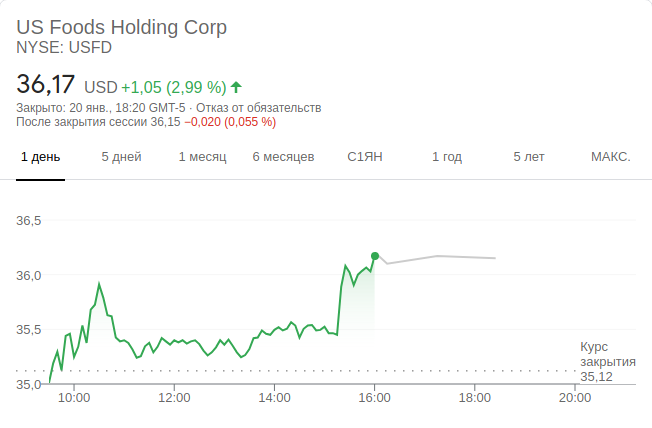 US Foods Holding Corp
NYSE: USFD
36,17 USD +1,05 (2,99 %)
Закрыто: 20 янв., 18:20 GMT-5 · Отказ от обязательств
После закрытия сессии 36,15 −0,020 (0,055 %)
1 день 5 дней 1 месяц 6 месяцев С1ЯН 1 год 5 лет МАКС.
36,5
36,0
35,5
Курс
закрытия
35,12
35,0
10:00 12:00 14:00 16:00 18:00 20:00